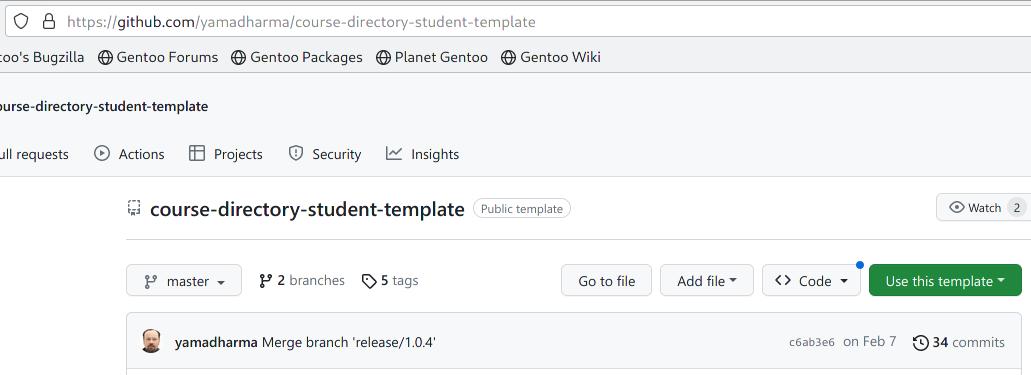 https://github.com/yamadharma/course-directory-student-template
too's Bugzilla Gentoo Forums Gentoo Packages Planet Gentoo Gentoo Wiki
ourse-directory-student-template
ull requests Actions Projects Security Insights
course-directory-student-template Public template Watch 2
master 2 branches 5 tags Go to file Add file Code Use this template
yamadharma Merge branch 'release/1.0.4' c6ab3e6 on Feb 7 34 commits